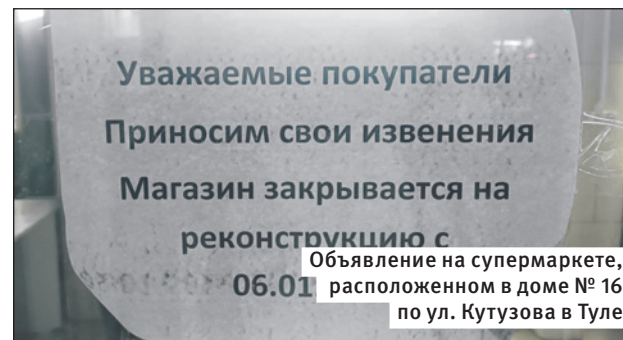 Уважаемые покупатели
Приносим свои извенения
Магазин закрывается на
реконструкцию с
06.01
Объявление на супермаркете,
расположенном в доме № 16
по ул. Кутузова в Туле